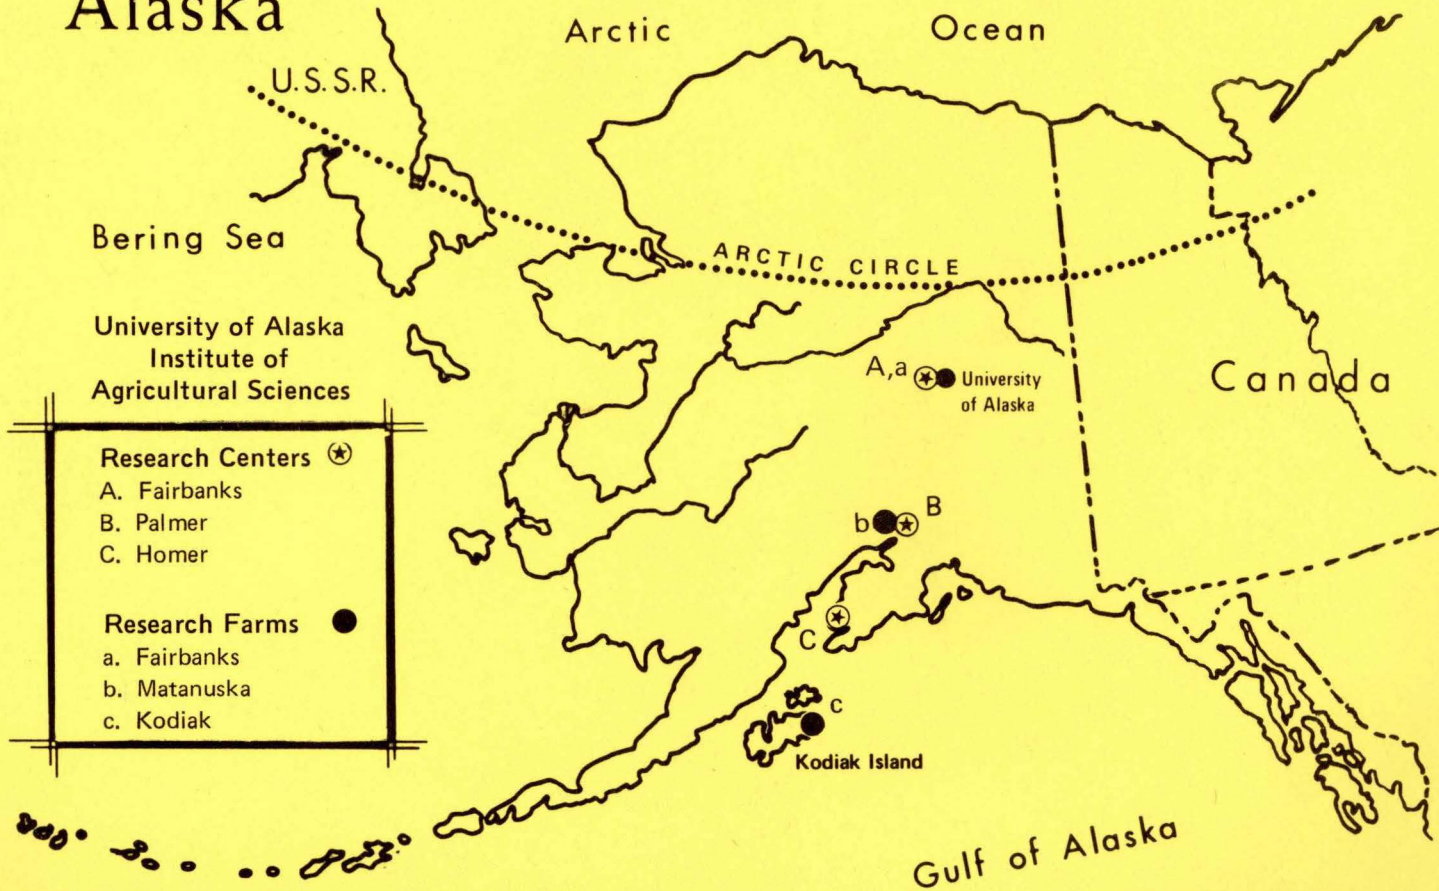 Alaska
Arctic Ocean
U.S.S.R.
Bering Sea
ARCTIC CIRCLE
University of Alaska
Institute of
Agricultural Sciences
Research Centers
A. Fairbanks
B. Palmer
C. Homer
Research Farms
a. Fairbanks
b. Matanuska
c. Kodiak
A,a
University
of Alaska
Canada
b
B
C
c
Kodiak Island
Gulf of Alaska